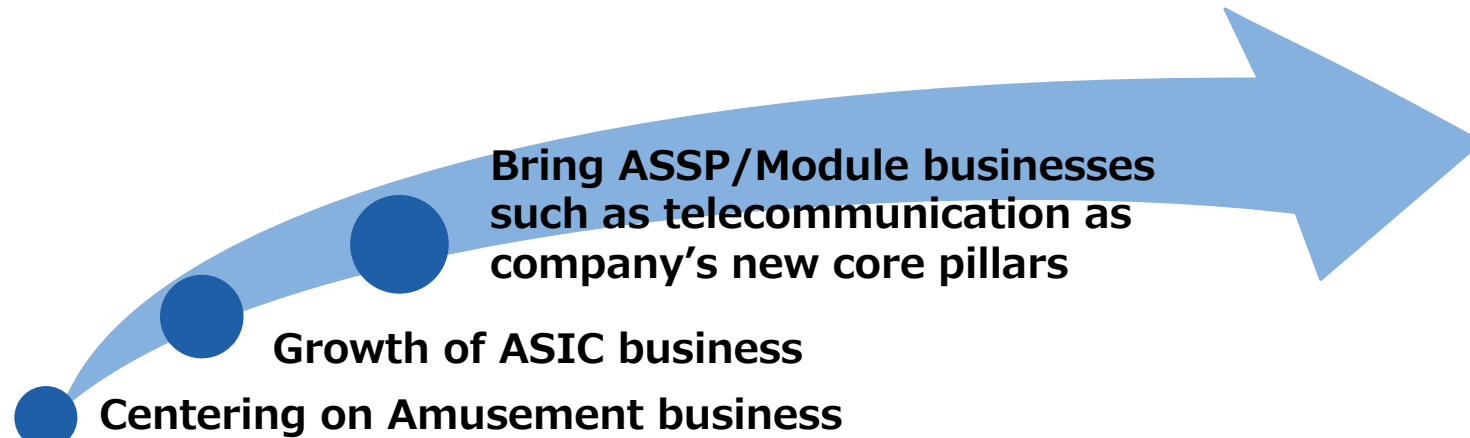 Bring ASSP/Module businesses
such as telecommunication as
company’s new core pillars
Growth of ASIC business
Centering on Amusement business